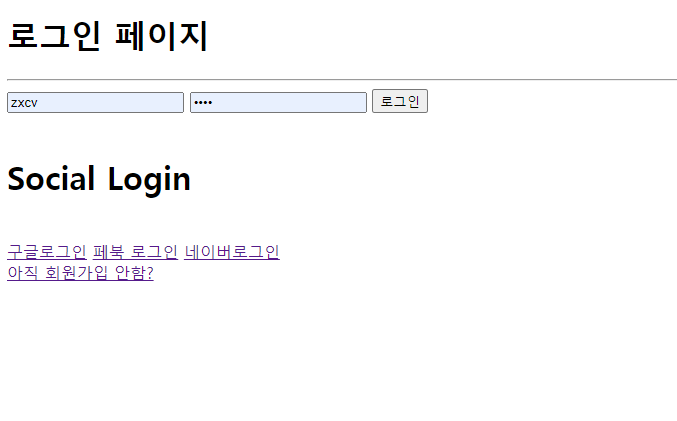 로그인 페이지
zxcv •••• 로그인
Social Login
구글로그인 페북 로그인 네이버로그인
아직 회원가입 안함?